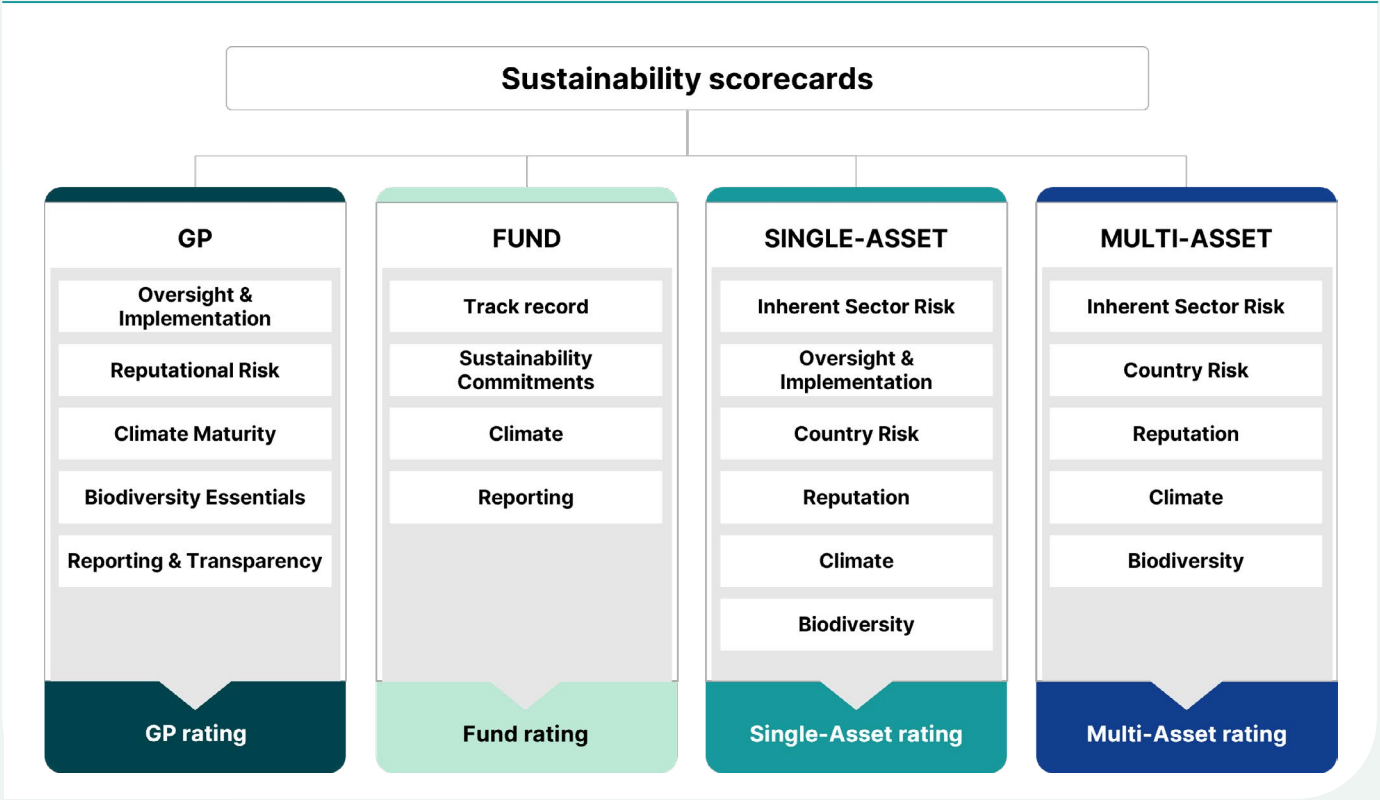 Sustainability scorecards
GP
Oversight &
Implementation
Reputational Risk
Climate Maturity
Biodiversity Essentials
Reporting & Transparency
GP rating
FUND
Track record
Sustainability
Commitments
Climate
Reporting
Fund rating
SINGLE-ASSET
Inherent Sector Risk
Oversight &
Implementation
Country Risk
Reputation
Climate
Biodiversity
Single-Asset rating
MULTI-ASSET
Inherent Sector Risk
Country Risk
Reputation
Climate
Biodiversity
Multi-Asset rating